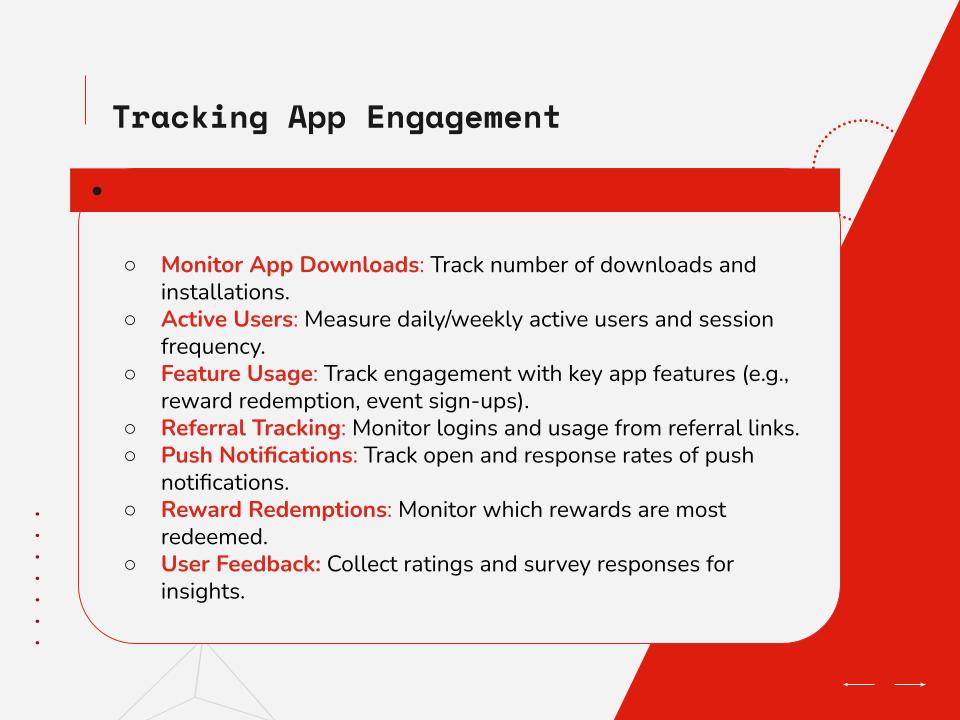 Tracking App Engagement
●
○ Monitor App Downloads: Track number of downloads and
installations.
○ Active Users: Measure daily/weekly active users and session
frequency.
○ Feature Usage: Track engagement with key app features (e.g.,
reward redemption, event sign-ups).
○ Referral Tracking: Monitor logins and usage from referral links.
○ Push Notifications: Track open and response rates of push
notifications.
○ Reward Redemptions: Monitor which rewards are most
redeemed.
○ User Feedback: Collect ratings and survey responses for
insights.